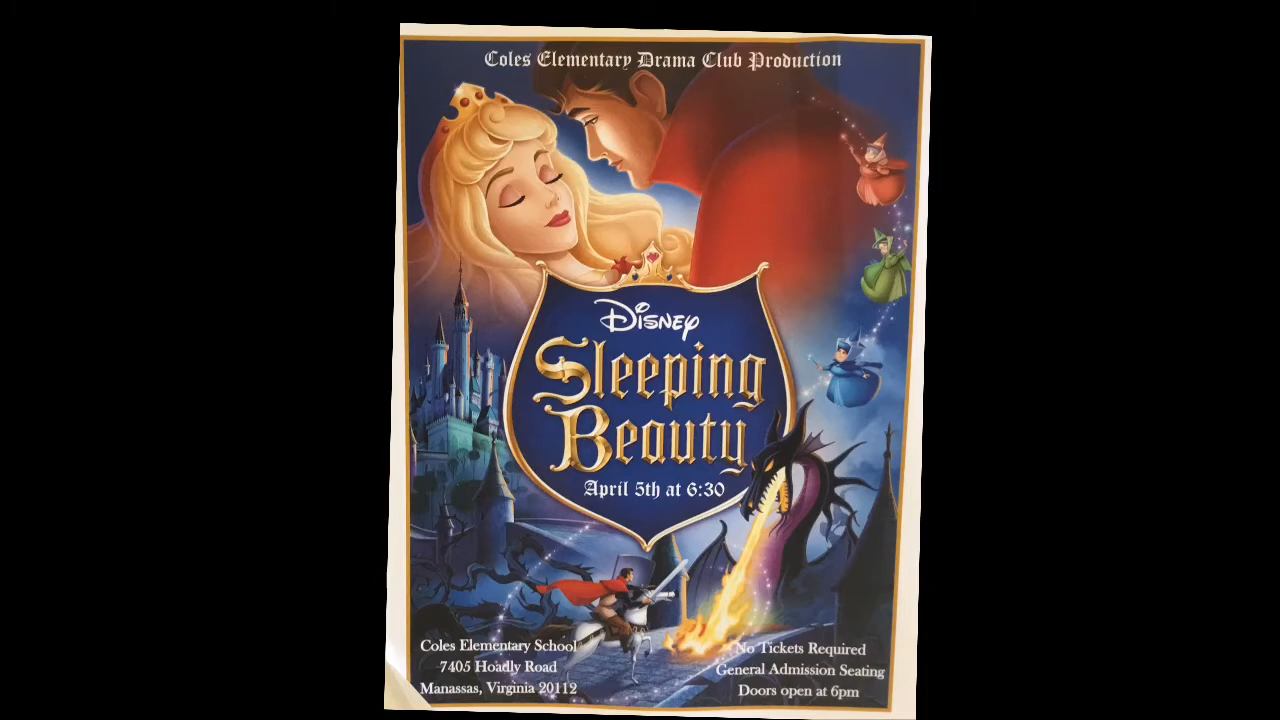 Coles Elementary Drama Club Production
Disney
Sleeping
Beauty
April 5th at 6:30
Coles Elementary School
7405 Hoadly Road
Manassas, Virginia 20112
No Tickets Required
General Admission Seating
Doors open at 6pm